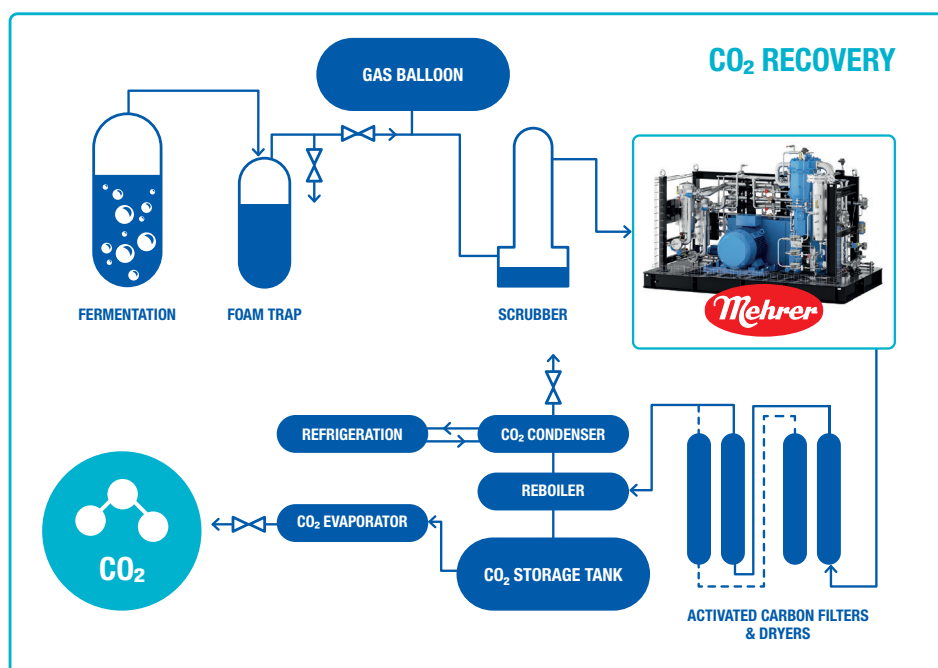 CO₂ RECOVERY
GAS BALLOON
FERMENTATION
FOAM TRAP
SCRUBBER
Mehrer
REFRIGERATION
CO₂ CONDENSER
REBOILER
CO₂ EVAPORATOR
CO₂ STORAGE TANK
CO₂
ACTIVATED CARBON FILTERS
& DRYERS